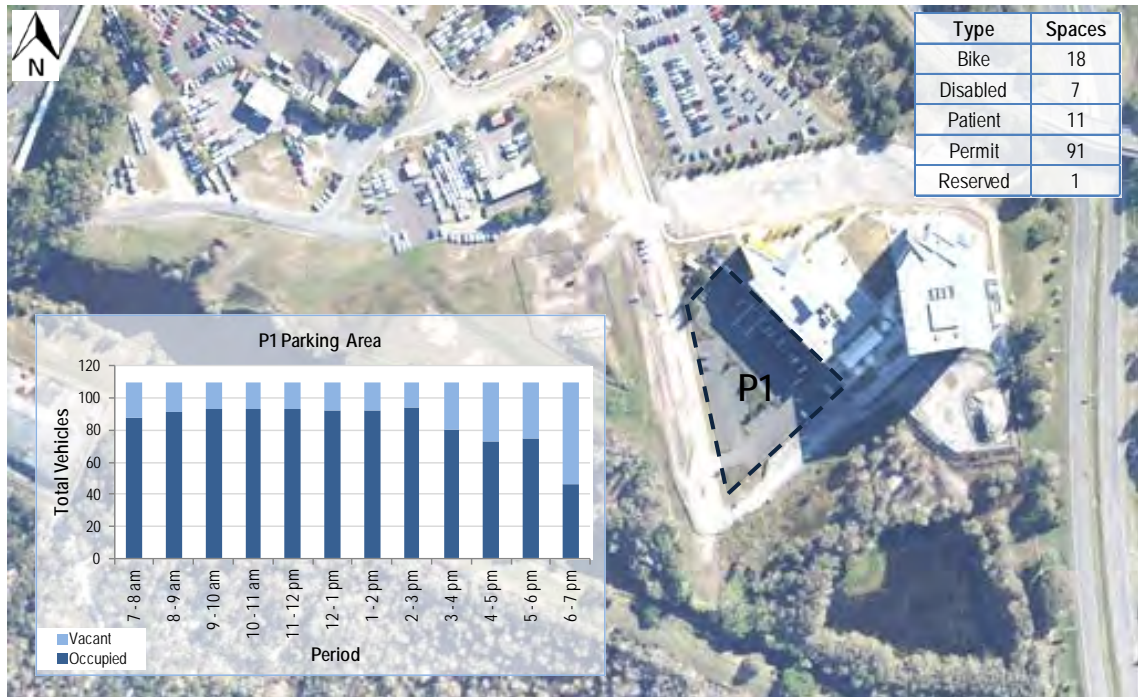 N
Type Spaces
Bike 18
Disabled 7
Patient 11
Permit 91
Reserved 1
P1
P1 Parking Area
Total Vehicles
120
100
80
60
40
20
0
7 - 8 am
8 - 9 am
9 - 10 am
10 - 11 am
11 - 12 pm
12 - 1 pm
1 - 2 pm
2 - 3 pm
3 - 4 pm
4 - 5 pm
5 - 6 pm
6 - 7 pm
Period
Vacant
Occupied